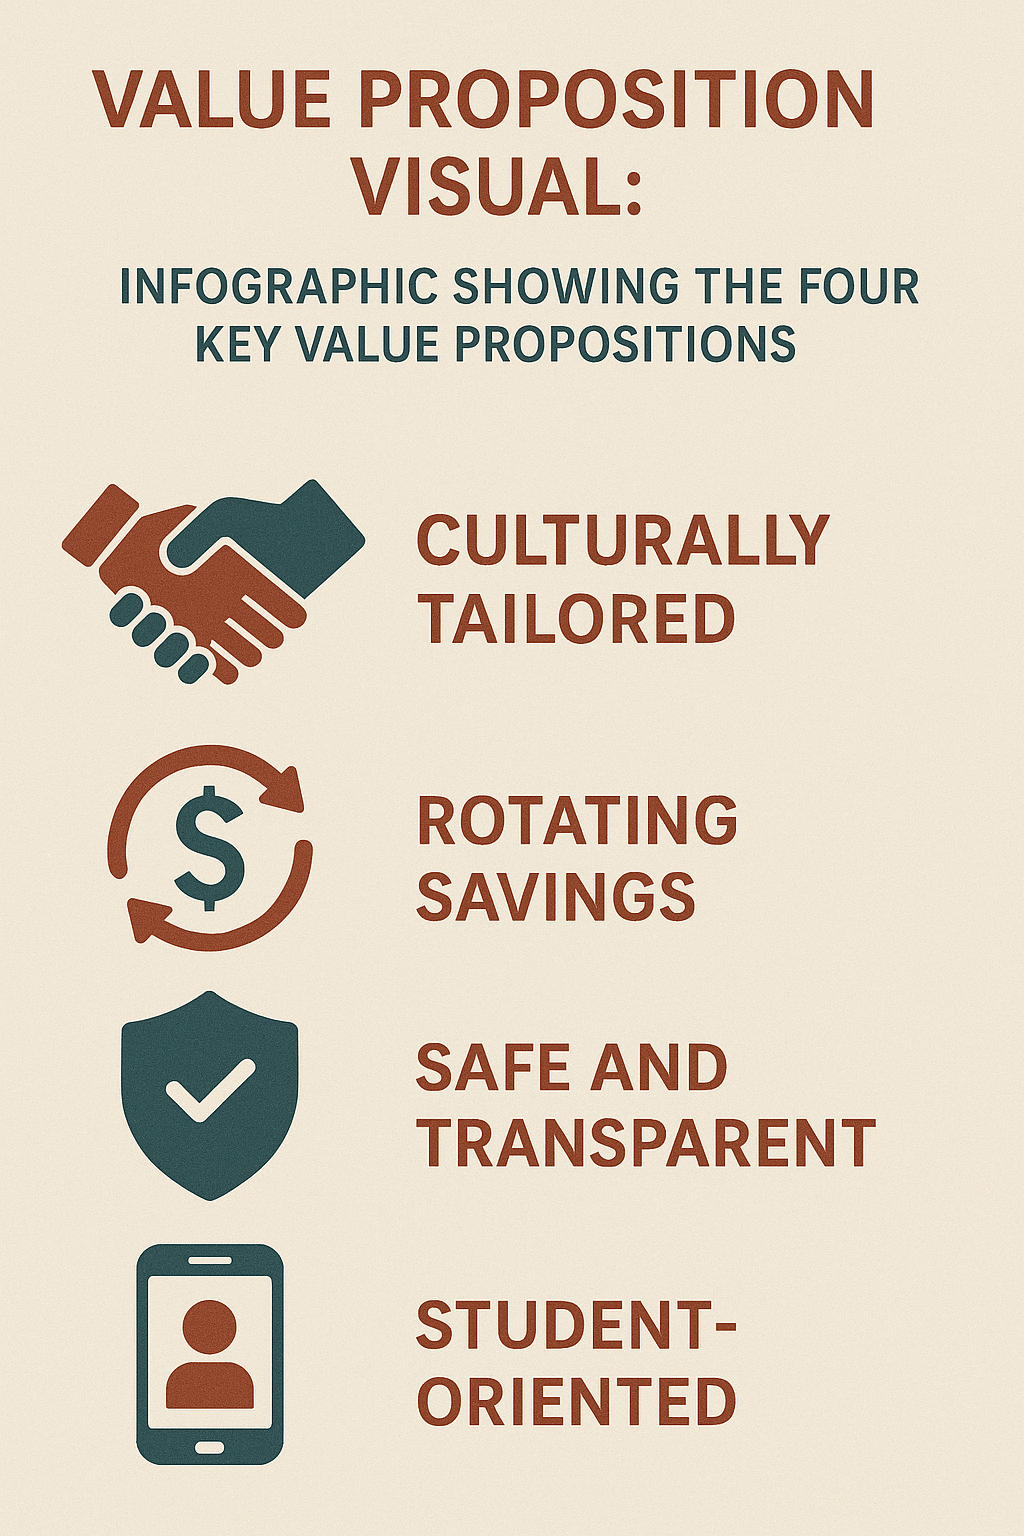 VALUE PROPOSITION
VISUAL:
INFOGRAPHIC SHOWING THE FOUR
KEY VALUE PROPOSITIONS
CULTURALLY
TAILORED
$
ROTATING
SAVINGS
SAFE AND
TRANSPARENT
STUDENT-
ORIENTED